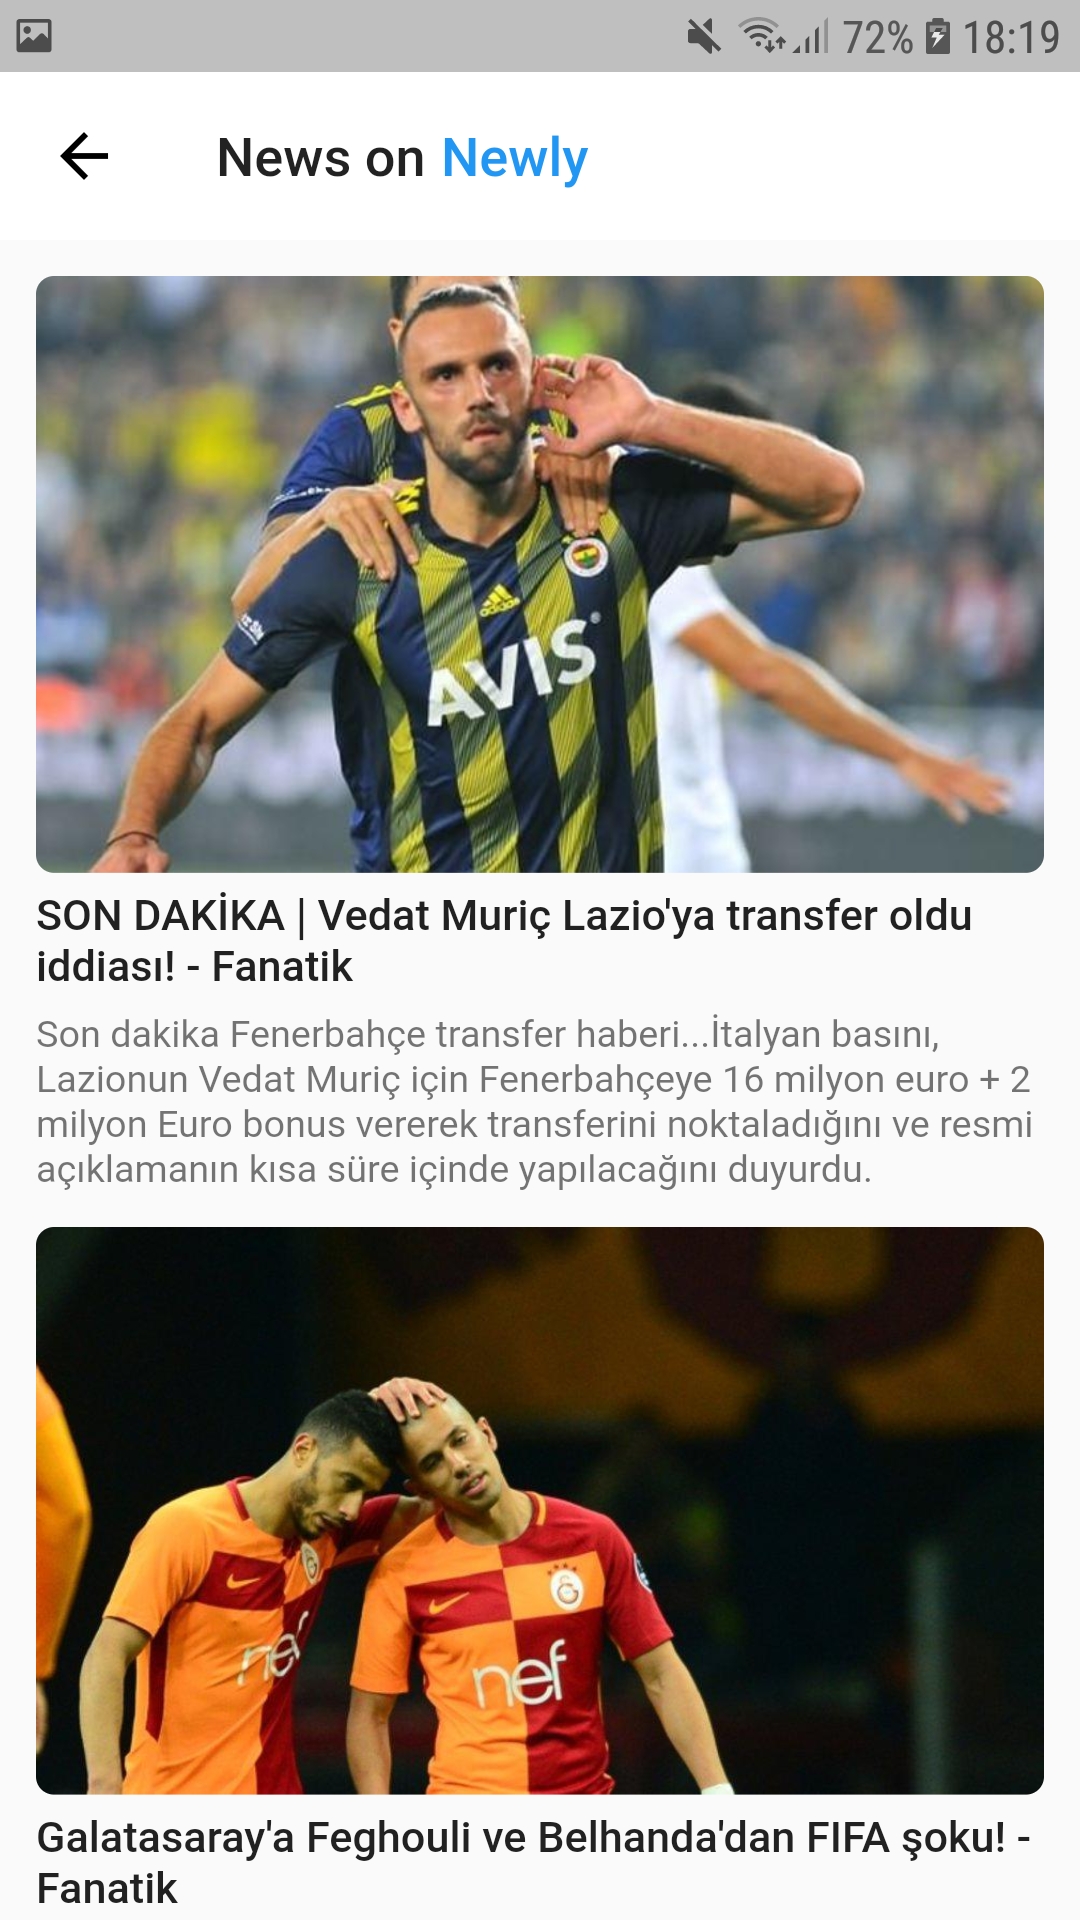 72% 18:19
News on Newly
AVIS
SON DAKİKA | Vedat Muriç Lazio'ya transfer oldu
iddiası! - Fanatik
Son dakika Fenerbahçe transfer haberi...İtalyan basını,
Lazionun Vedat Muriç için Fenerbahçeye 16 milyon euro + 2
milyon Euro bonus vererek transferini noktaladığını ve resmi
açıklamanın kısa süre içinde yapılacağını duyurdu.
nef
nef
Galatasaray'a Feghouli ve Belhanda'dan FIFA şoku! -
Fanatik